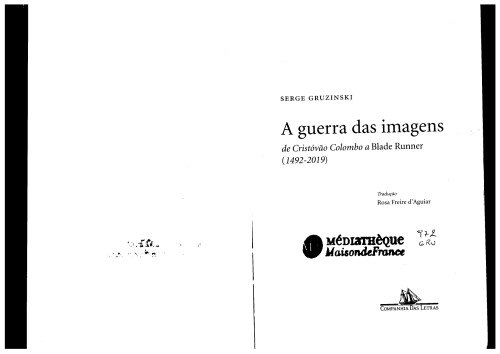 SERGE GRUZINSKI
A guerra das imagens
de Cristóvão Colombo a Blade Runner
(1492-2019)
Tradução
Rosa Freire d'Aguiar
MÉDIATHÈQUE
MaisondeFrance
972
GRU
COMPANHIA DAS LETRAS